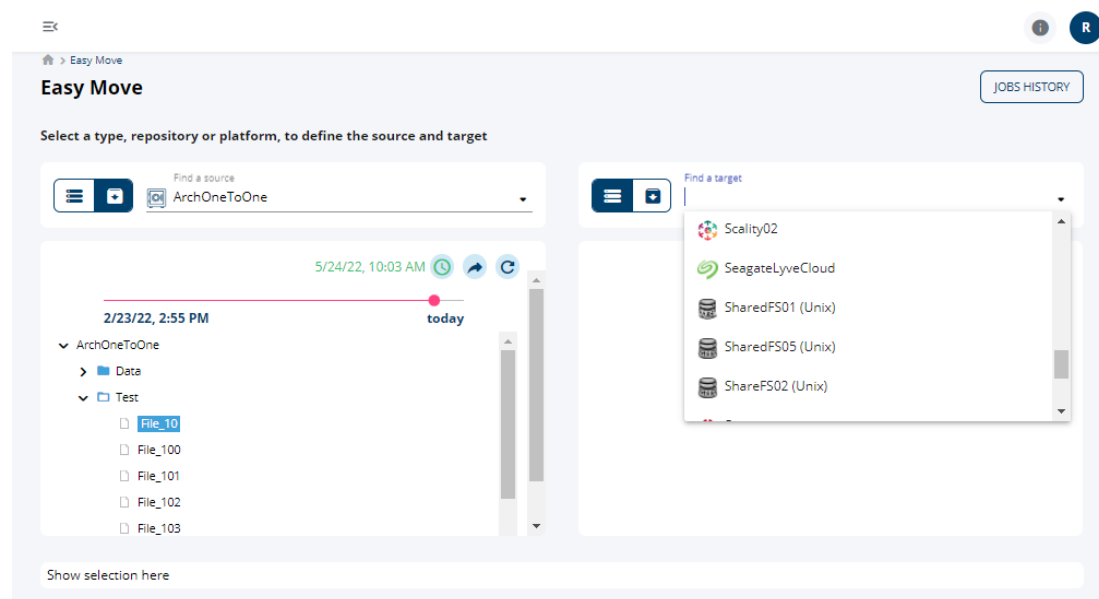 R
> Easy Move
Easy Move
JOBS HISTORY
Select a type, repository or platform, to define the source and target
Find a source
ArchOneToOne
Find a target
Scality02
SeagateLyveCloud
SharedFS01 (Unix)
SharedFS05 (Unix)
ShareFS02 (Unix)
5/24/22, 10:03 AM
2/23/22, 2:55 PM
today
ArchOneToOne
Data
Test
File_10
File_100
File_101
File_102
File_103
Show selection here